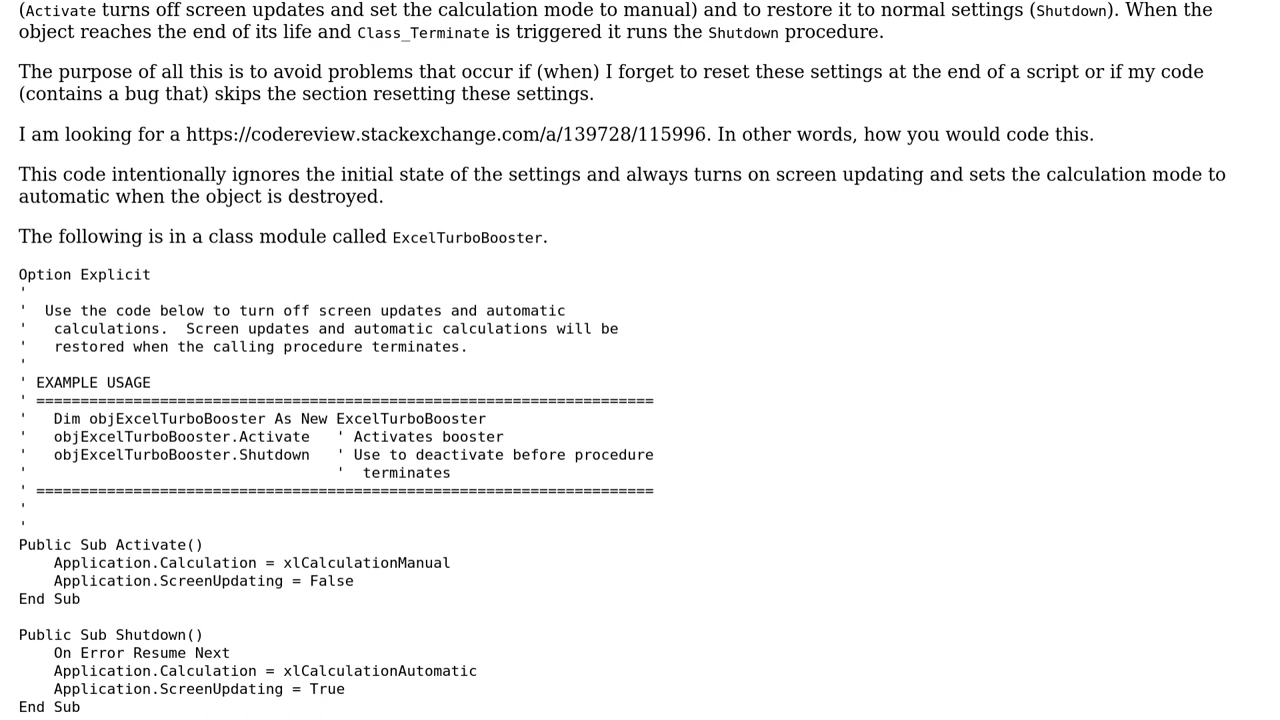 (Activate turns off screen updates and set the calculation mode to manual) and to restore it to normal settings (Shutdown). When the
object reaches the end of its life and Class_Terminate is triggered it runs the Shutdown procedure.
The purpose of all this is to avoid problems that occur if (when) I forget to reset these settings at the end of a script or if my code
(contains a bug that) skips the section resetting these settings.
I am looking for a https://codereview.stackexchange.com/a/139728/115996. In other words, how you would code this.
This code intentionally ignores the initial state of the settings and always turns on screen updating and sets the calculation mode to
automatic when the object is destroyed.
The following is in a class module called ExcelTurboBooster.
Option Explicit
'
'  Use the code below to turn off screen updates and automatic
'   calculations.  Screen updates and automatic calculations will be
'   restored when the calling procedure terminates.
'
' EXAMPLE USAGE
' ======================================================================
'   Dim objExcelTurboBooster As New ExcelTurboBooster
'   objExcelTurboBooster.Activate   ' Activates booster
'   objExcelTurboBooster.Shutdown   ' Use to deactivate before procedure
'                                   '  terminates
' ======================================================================
'
'
Public Sub Activate()
    Application.Calculation = xlCalculationManual
    Application.ScreenUpdating = False
End Sub
Public Sub Shutdown()
    On Error Resume Next
    Application.Calculation = xlCalculationAutomatic
    Application.ScreenUpdating = True
End Sub